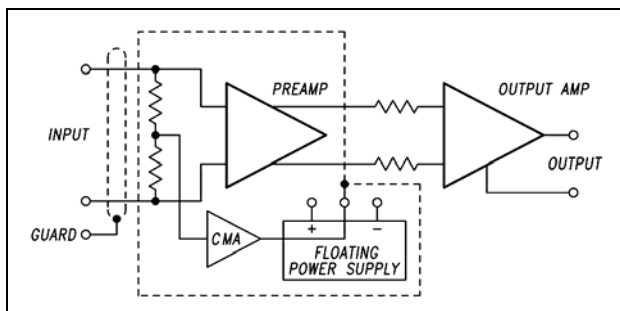 PREAMP
OUTPUT AMP
INPUT
OUTPUT
GUARD
CMA
+ −
FLOATING
POWER SUPPLY